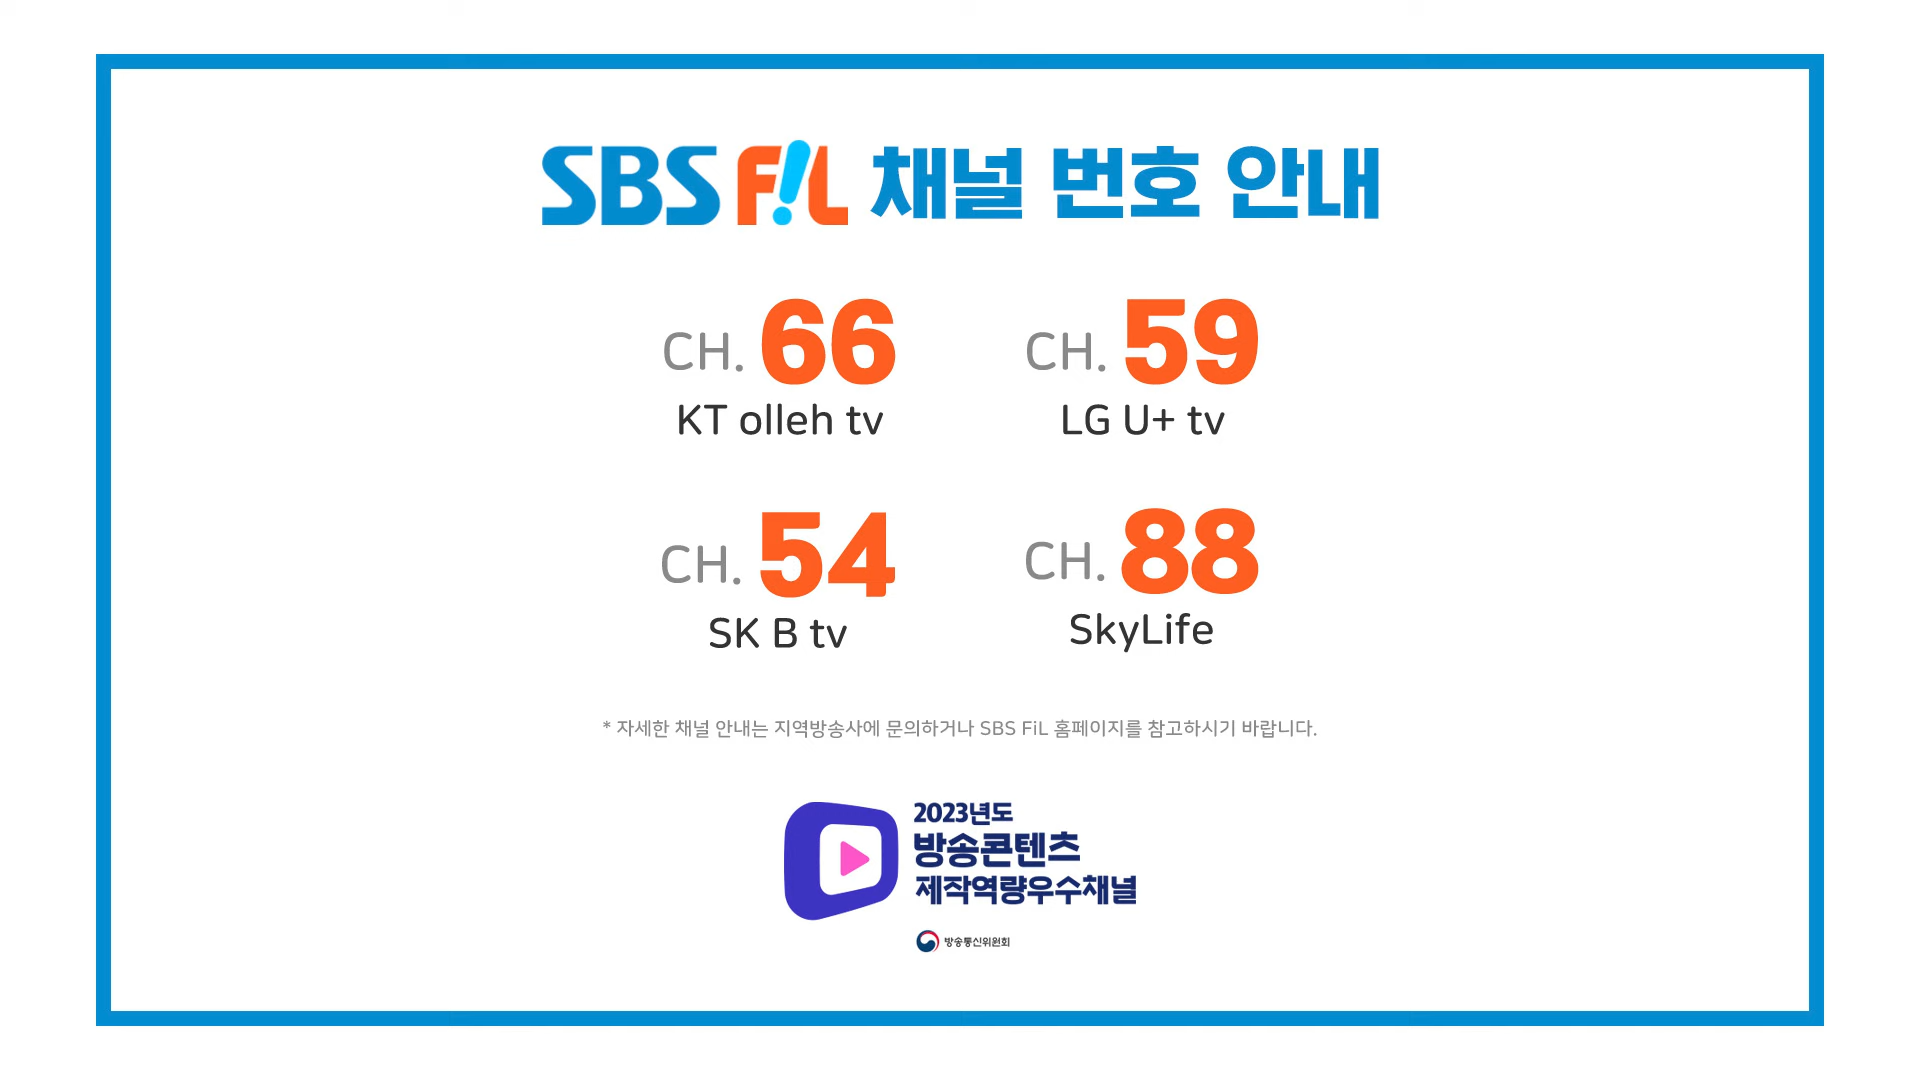 SBS F!L 채널 번호 안내
CH. 66
KT olleh tv
CH. 59
LG U+ tv
CH. 54
SK B tv
CH. 88
SkyLife
* 자세한 채널 안내는 지역방송사에 문의하거나 SBS FiL 홈페이지를 참고하시기 바랍니다.
2023년도
방송콘텐츠
제작역량우수채널
방송통신위원회